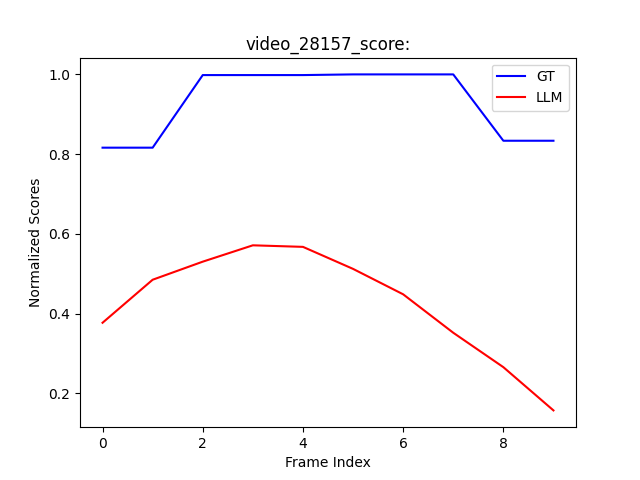 video_28157_score:
GT
LLM
Normalized Scores
1.0
0.8
0.6
0.4
0.2
0 2 4 6 8
Frame Index